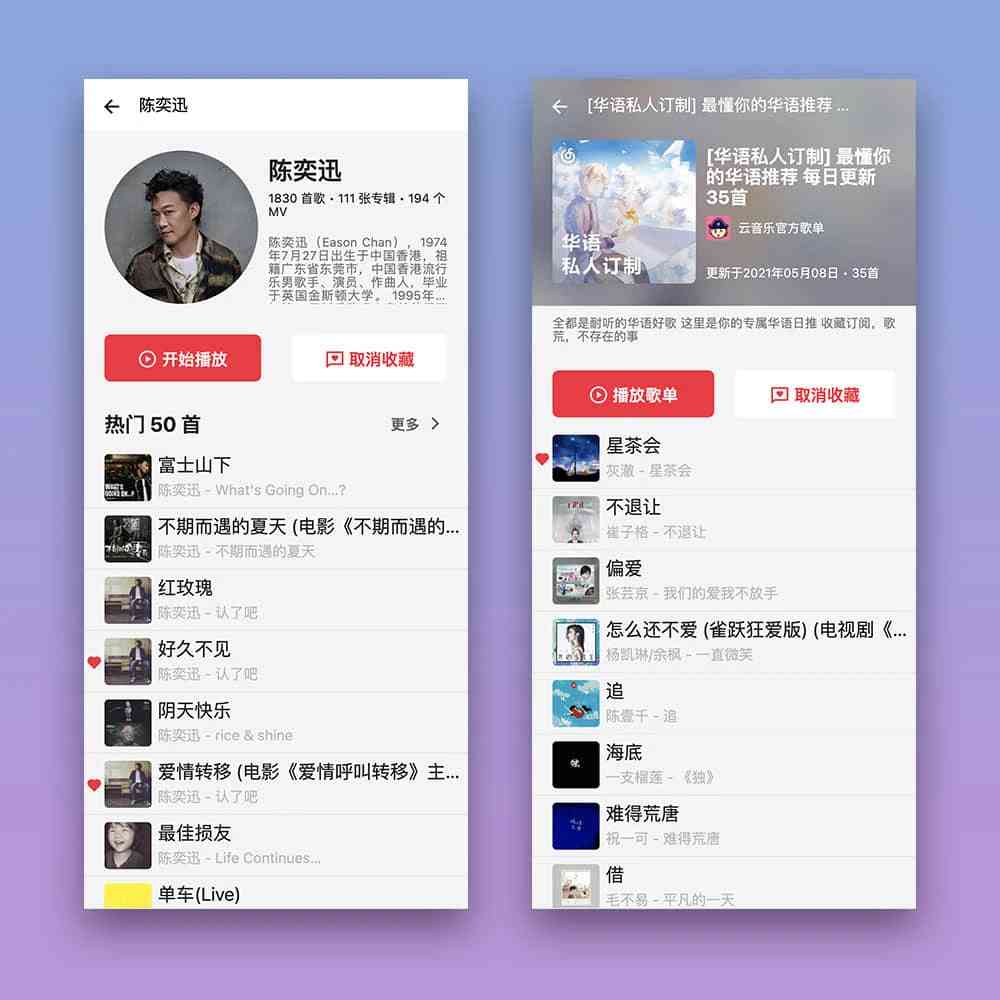 陈奕迅
陈奕迅
1830 首歌・111 张专辑・194 个
MV
陈奕迅（Eason Chan），1974
年7月27日出生于中国香港，祖
籍广东省东莞市，中国香港流行
乐男歌手、演员、作曲人，毕业
于英国金斯顿大学。 1995年...
开始播放
取消收藏
热门 50 首
更多
富士山下
陈奕迅 - What's Going On…?
不期而遇的夏天 (电影《不期而遇的...
陈奕迅 - 不期而遇的夏天
红玫瑰
陈奕迅 - 认了吧
好久不见
陈奕迅 - 认了吧
阴天快乐
陈奕迅 - rice & shine
爱情转移 (电影《爱情呼叫转移》主...
陈奕迅 - 认了吧
最佳损友
陈奕迅 - Life Continues...
单车(Live)
[华语私人订制] 最懂你的华语推荐 ...
华语
私人订制
[华语私人订制] 最懂你
的华语推荐 每日更新
35首
云音乐官方歌单
更新于2021年05月08日・35首
全都是耐听的华语好歌 这里是你的专属华语日推 收藏订阅，歌
荒，不存在的事
播放歌单
取消收藏
星茶会
灰澈 - 星茶会
不退让
崔子格 - 不退让
偏爱
张芸京 - 我们的爱我不放手
怎么还不爱 (雀跃狂爱版) (电视剧《...
杨凯琳/余枫 - 一直微笑
追
陈壹千 - 追
海底
一支榴莲 - 《独》
难得荒唐
祝一可 - 难得荒唐
借
毛不易 - 平凡的一天